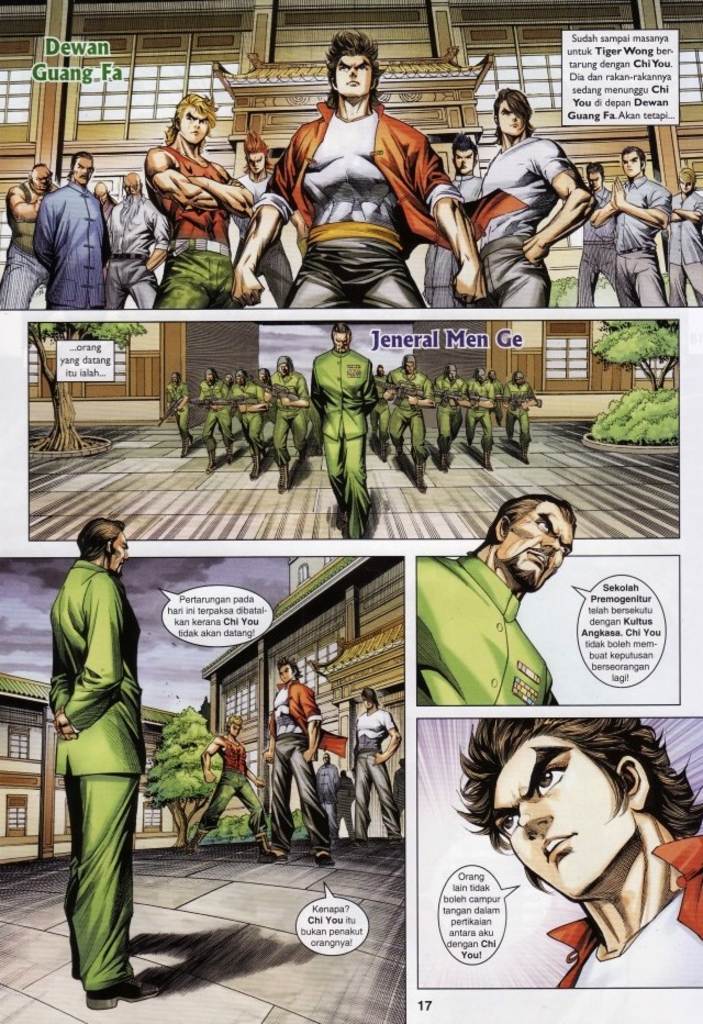 Dewan
Guang Fa
Sudah sampai masanya
untuk Tiger Wong ber-
tarung dengan Chi You.
Dia dan rakan-rakannya
sedang menunggu Chi
You di depan Dewan
Guang Fa. Akan tetapi...
...orang
yang datang
itu ialah...
Jeneral Men Ge
Pertarungan pada
hari ini terpaksa dibatal-
kan kerana Chi You
tidak akan datang!
Kenapa?
Chi You itu
bukan penakut
orangnya!
Sekolah
Premogenitur
telah bersekutu
dengan Kultus
Angkasa. Chi You
tidak boleh mem-
buat keputusan
berseorangan
lagi!
Orang
lain tidak
boleh campur
tangan dalam
pertikaian
antara aku
dengan Chi
You!
17